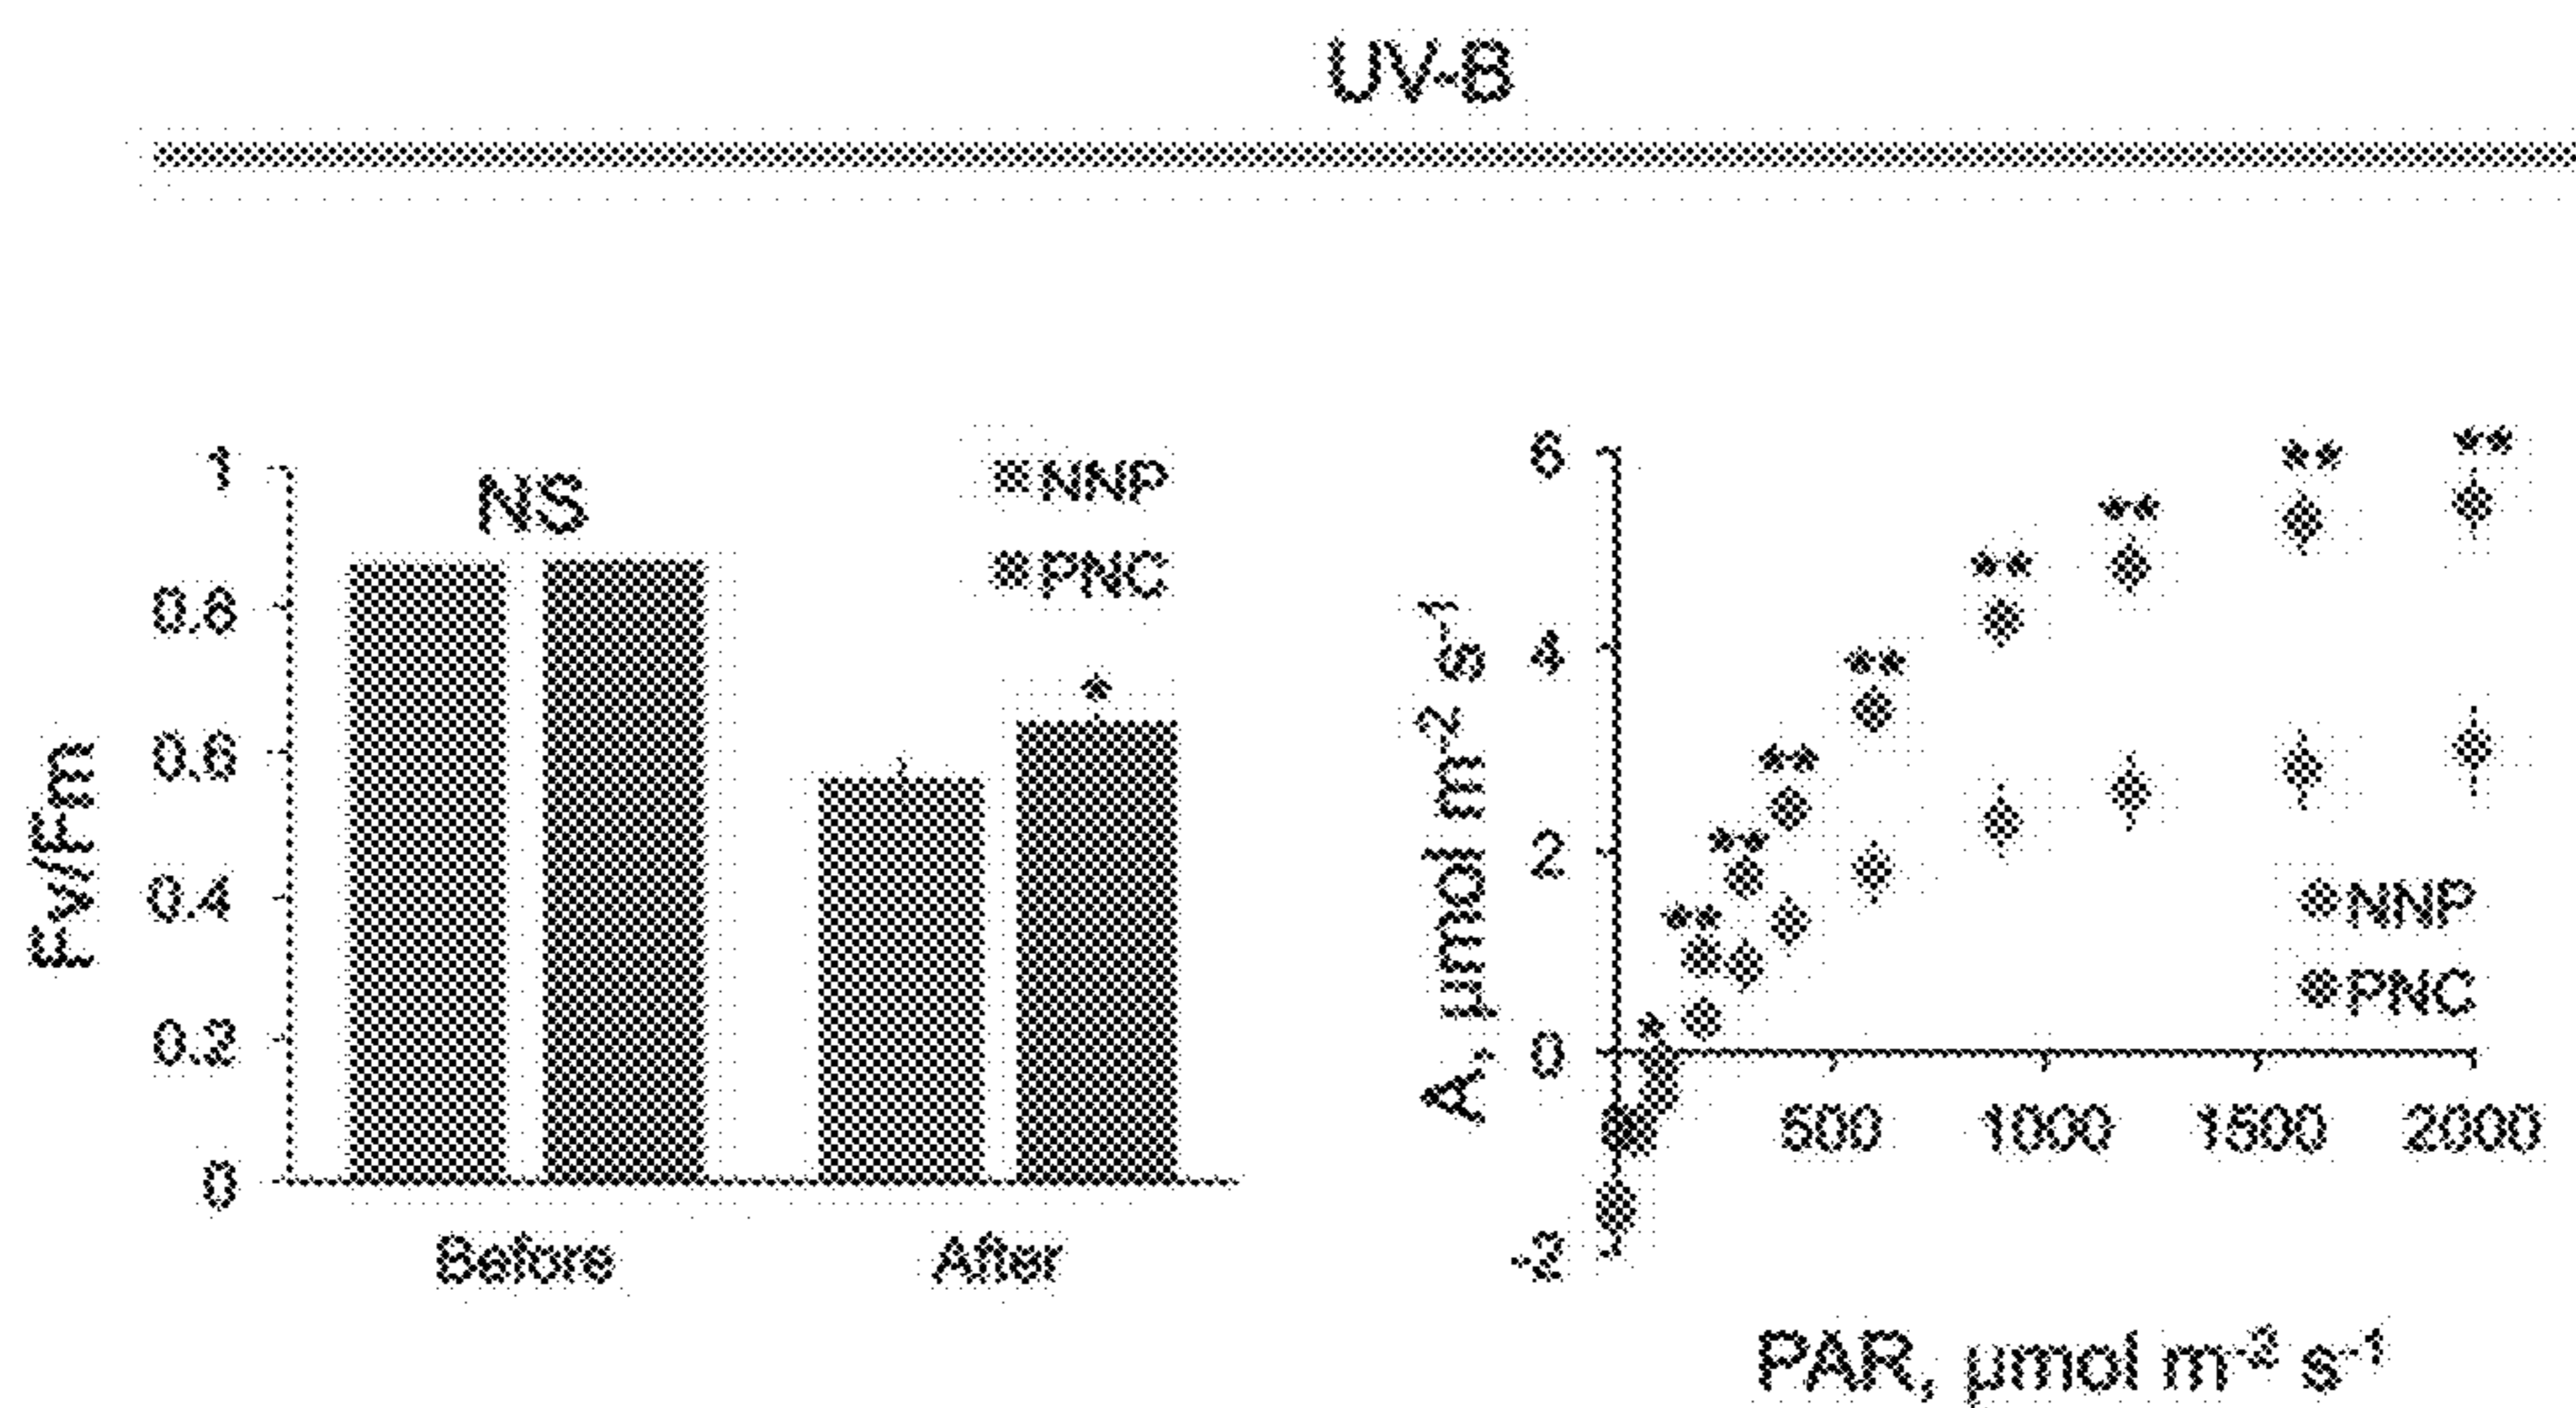 UV-B
Fv/Fm
1
0.8
0.6
0.4
0.2
0
NS
NNP
PNC
*
Before
After
A, µmol m-2 s-1
6
4
2
0
-2
*
**
**
**
**
**
**
**
**
0
500
1000
1500
2000
NNP
PNC
PAR, µmol m-2 s-1